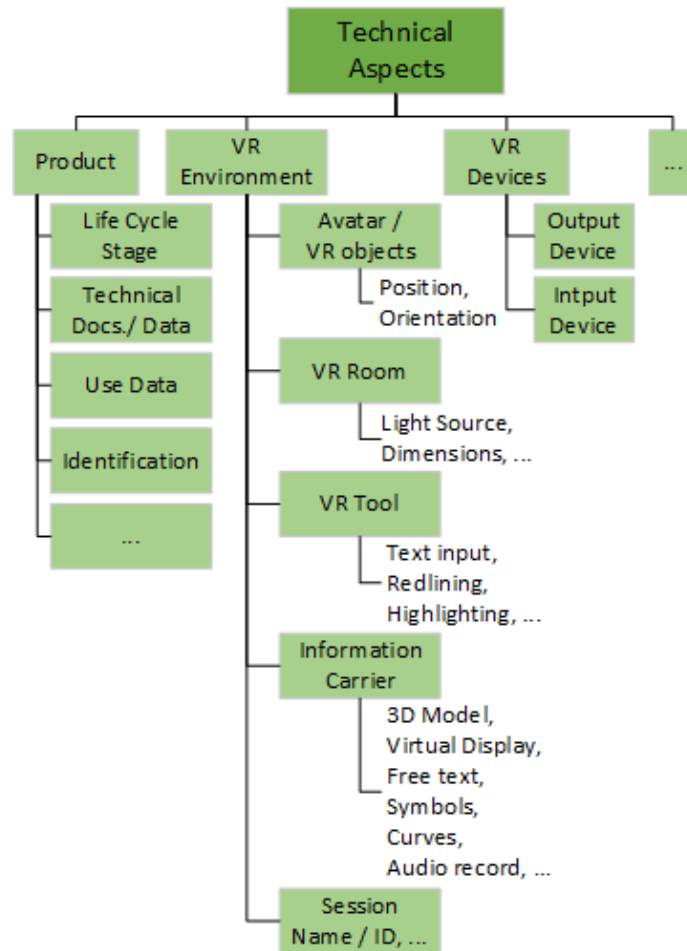 Technical
Aspects
Product
VR
Environment
VR
Devices
...
Life Cycle
Stage
Technical
Docs./ Data
Use Data
Identification
...
Avatar /
VR objects
Position,
Orientation
VR Room
Light Source,
Dimensions, ...
VR Tool
Text input,
Redlining,
Highlighting, ...
Information
Carrier
3D Model,
Virtual Display,
Free text,
Symbols,
Curves,
Audio record, ...
Session
Name / ID, ...
Output
Device
Intput
Device